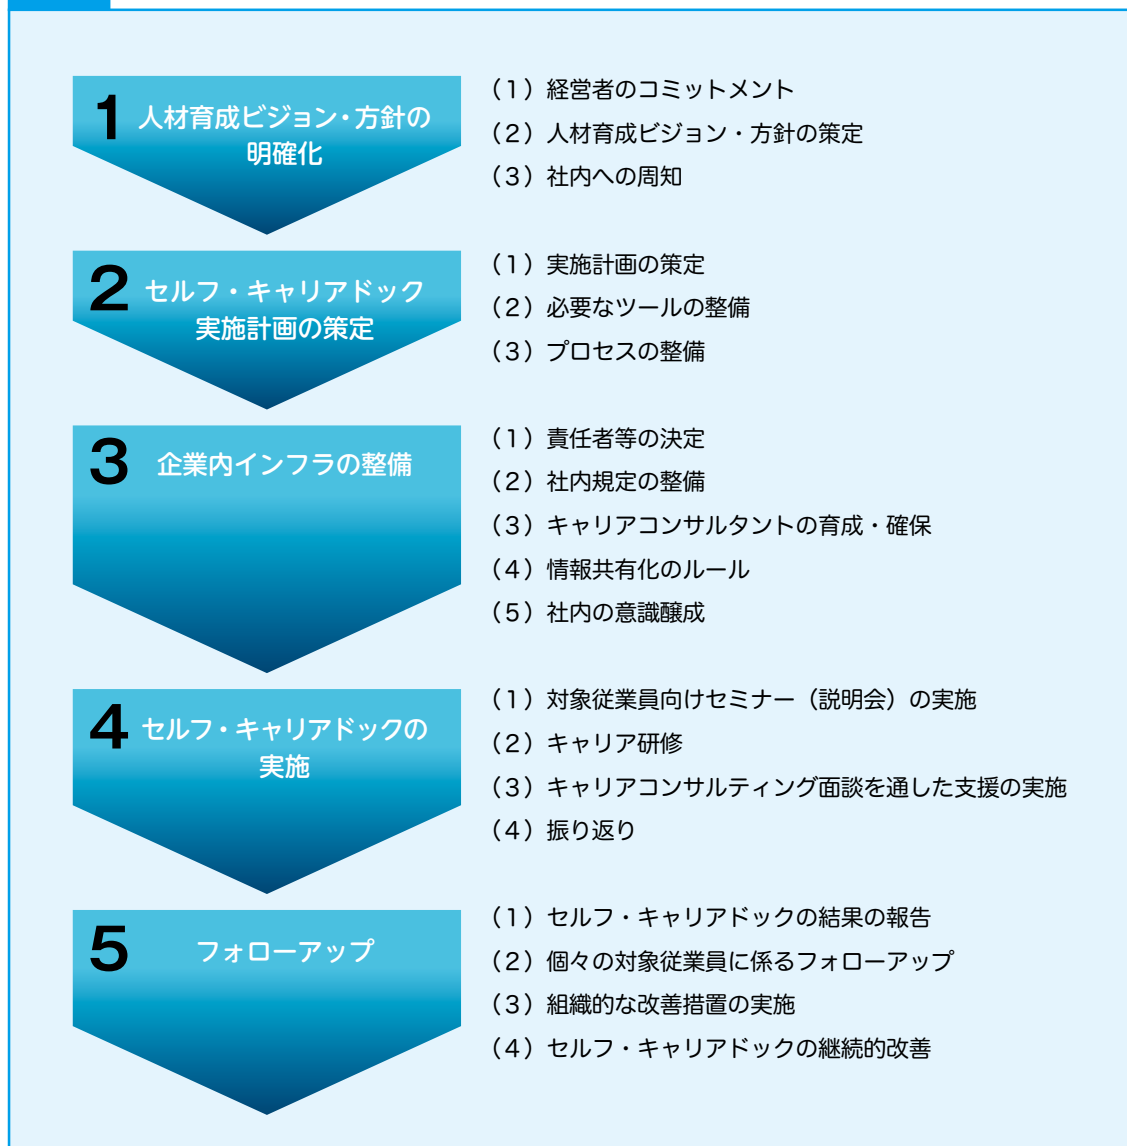 1 人材育成ビジョン・方針の
明確化
（1）経営者のコミットメント
（2）人材育成ビジョン・方針の策定
（3）社内への周知
2 セルフ・キャリアドック
実施計画の策定
（1）実施計画の策定
（2）必要なツールの整備
（3）プロセスの整備
3 企業内インフラの整備
（1）責任者等の決定
（2）社内規定の整備
（3）キャリアコンサルタントの育成・確保
（4）情報共有化のルール
（5）社内の意識醸成
4 セルフ・キャリアドックの
実施
（1）対象従業員向けセミナー（説明会）の実施
（2）キャリア研修
（3）キャリアコンサルティング面談を通した支援の実施
（4）振り返り
5 フォローアップ
（1）セルフ・キャリアドックの結果の報告
（2）個々の対象従業員に係るフォローアップ
（3）組織的な改善措置の実施
（4）セルフ・キャリアドックの継続的改善